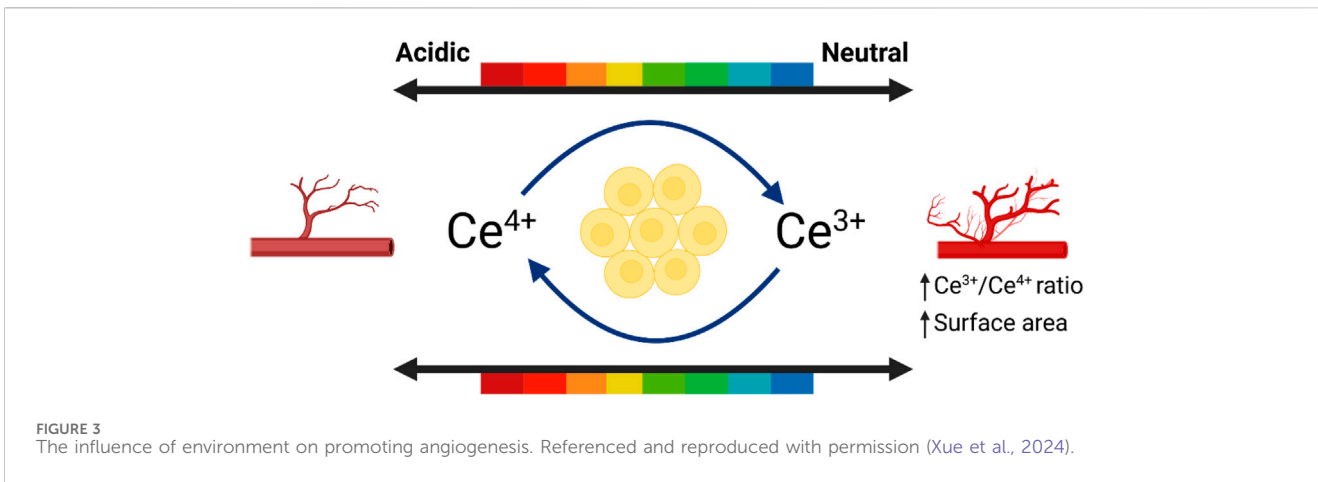 Acidic
Neutral
Ce⁴⁺
Ce³⁺
↑ Ce³⁺/Ce⁴⁺ ratio
↑ Surface area
FIGURE 3
The influence of environment on promoting angiogenesis. Referenced and reproduced with permission (Xue et al., 2024).